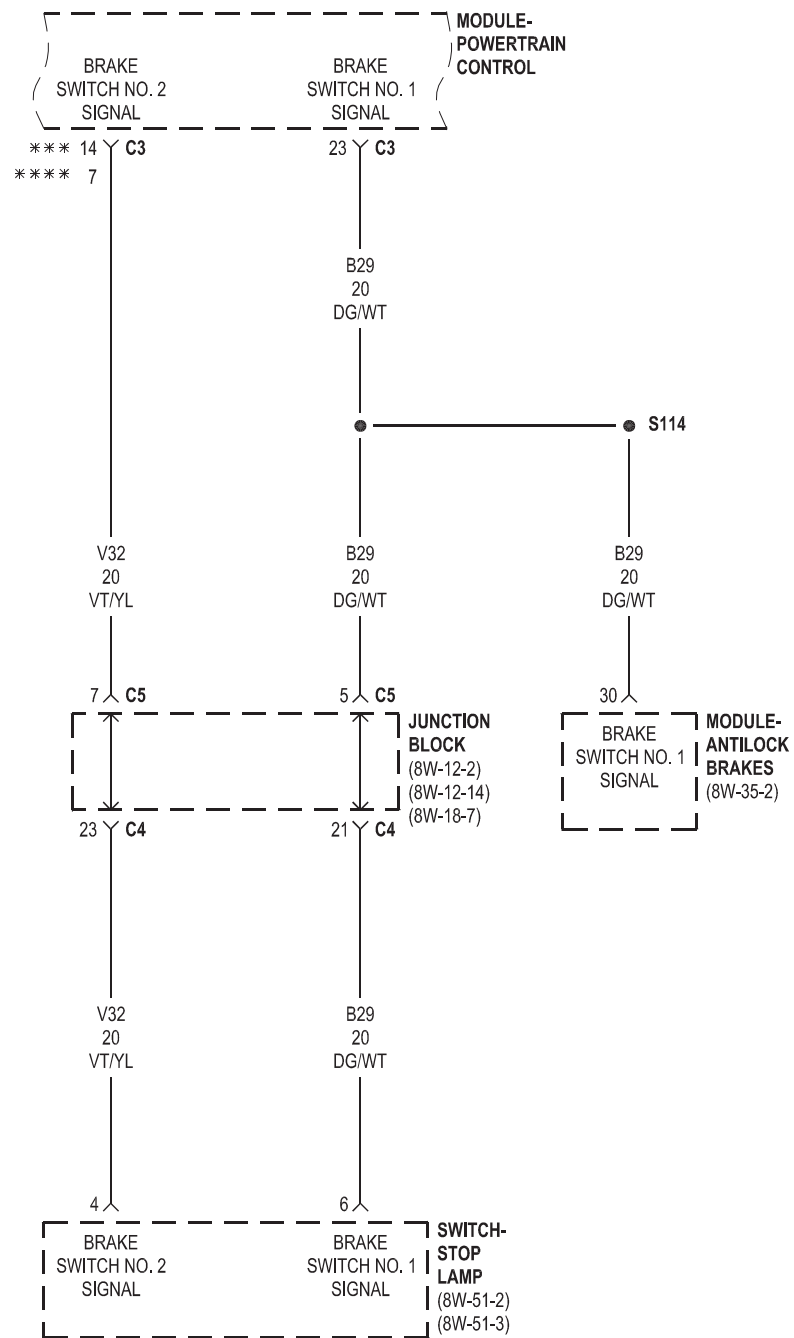 MODULE-
POWERTRAIN
CONTROL
BRAKE
SWITCH NO. 2
SIGNAL
BRAKE
SWITCH NO. 1
SIGNAL
*** 14 C3
**** 7
23 C3
B29
20
DG/WT
S114
V32
20
VT/YL
B29
20
DG/WT
B29
20
DG/WT
7 C5
5 C5
30
JUNCTION
BLOCK
(8W-12-2)
(8W-12-14)
(8W-18-7)
BRAKE
SWITCH NO. 1
SIGNAL
MODULE-
ANTILOCK
BRAKES
(8W-35-2)
23 C4
21 C4
V32
20
VT/YL
B29
20
DG/WT
4
6
BRAKE
SWITCH NO. 2
SIGNAL
BRAKE
SWITCH NO. 1
SIGNAL
SWITCH-
STOP
LAMP
(8W-51-2)
(8W-51-3)